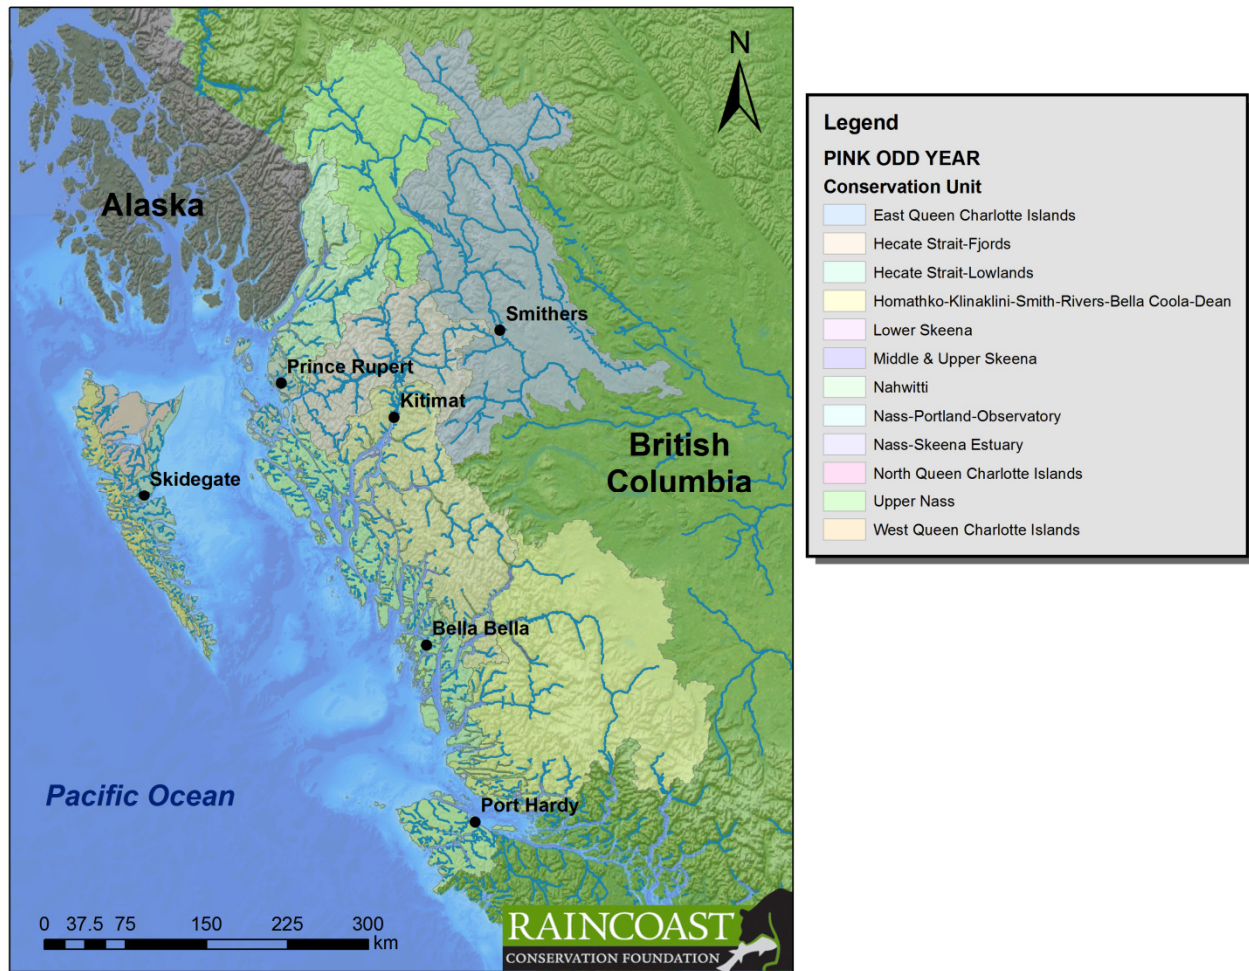 N
Alaska
Smithers
Prince Rupert
Kitimat
British
Columbia
Skidegate
Bella Bella
Pacific Ocean
Port Hardy
0 37.5 75 150 225 300
km
RAINCOAST
CONSERVATION FOUNDATION
Legend
PINK ODD YEAR
Conservation Unit
East Queen Charlotte Islands
Hecate Strait-Fjords
Hecate Strait-Lowlands
Homathko-Klinaklini-Smith-Rivers-Bella Coola-Dean
Lower Skeena
Middle & Upper Skeena
Nahwitti
Nass-Portland-Observatory
Nass-Skeena Estuary
North Queen Charlotte Islands
Upper Nass
West Queen Charlotte Islands